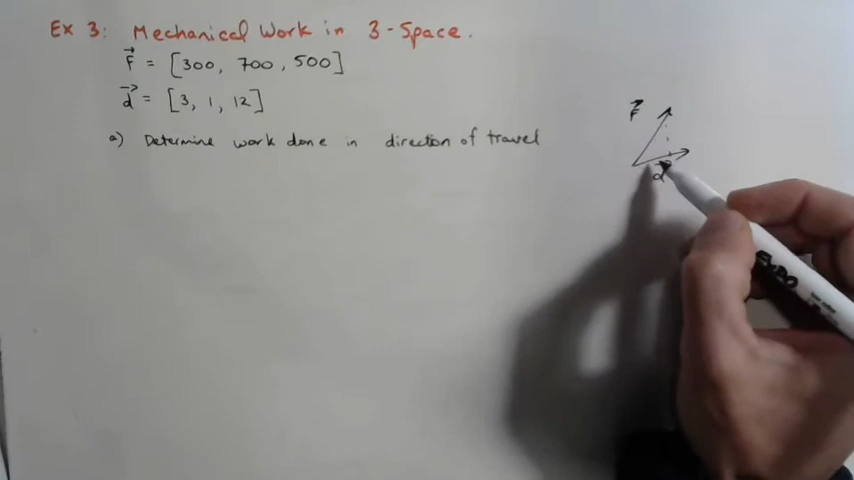 Ex 3: Mechanical Work in 3-Space.
F⃗ = [300, 700, 500]
d⃗ = [3, 1, 12]
a) Determine work done in direction of travel
F⃗
d⃗
EXPO